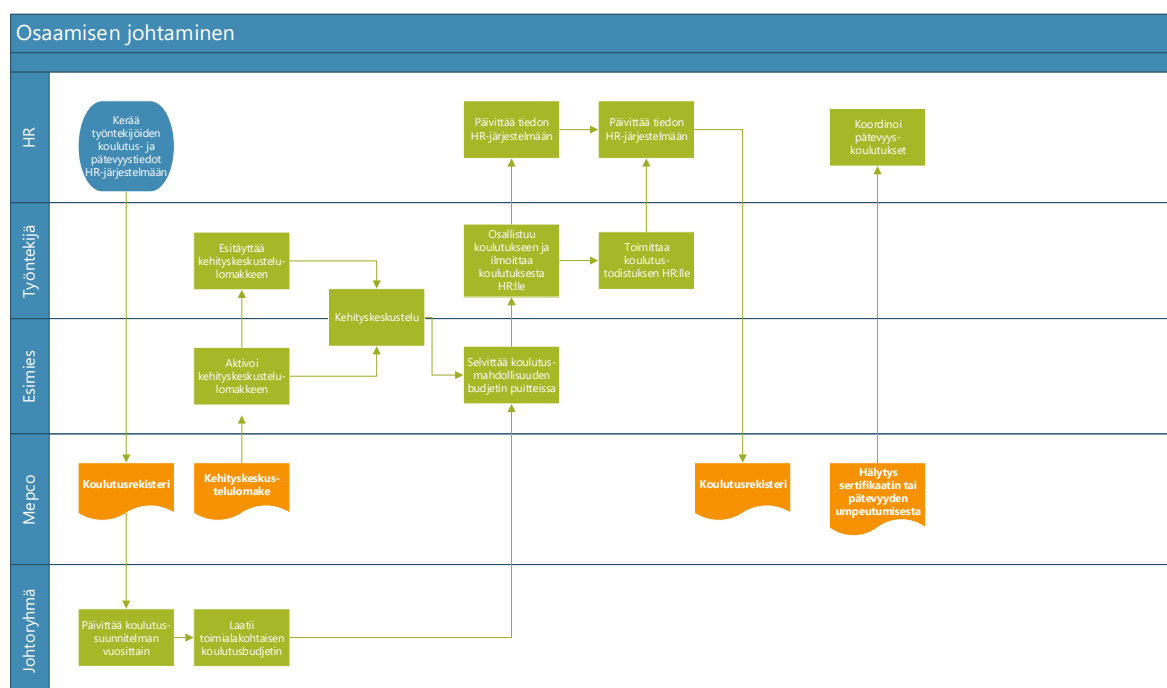 Osaamisen johtaminen
HR
Kerää
työntekijöiden
koulutus- ja
pätevyystiedot
HR-järjestelmään
Päivittää tiedon
HR-järjestelmään
Päivittää tiedon
HR-järjestelmään
Koordinoi
pätevyys-
koulutukset
Työntekijä
Esitäyttää
kehityskeskustelu-
lomakkeen
Kehityskeskustelu
Osallistuu
koulutukseen ja
ilmoittaa
koulutuksesta
HR:lle
Toimittaa
koulutus-
todistuksen HR:lle
Esimies
Aktivoi
kehityskeskustelu-
lomakkeen
Selvittää koulutus-
mahdollisuuden
budjetin puitteissa
Mepco
Koulutusrekisteri
Kehityskeskus-
telulomake
Koulutusrekisteri
Hälytys
sertifikaatin tai
pätevyyden
umpeutumisesta
Johtoryhmä
Päivittää koulutus-
suunnitelman
vuosittain
Laatii
toimialakohtaisen
koulutusbudjetin